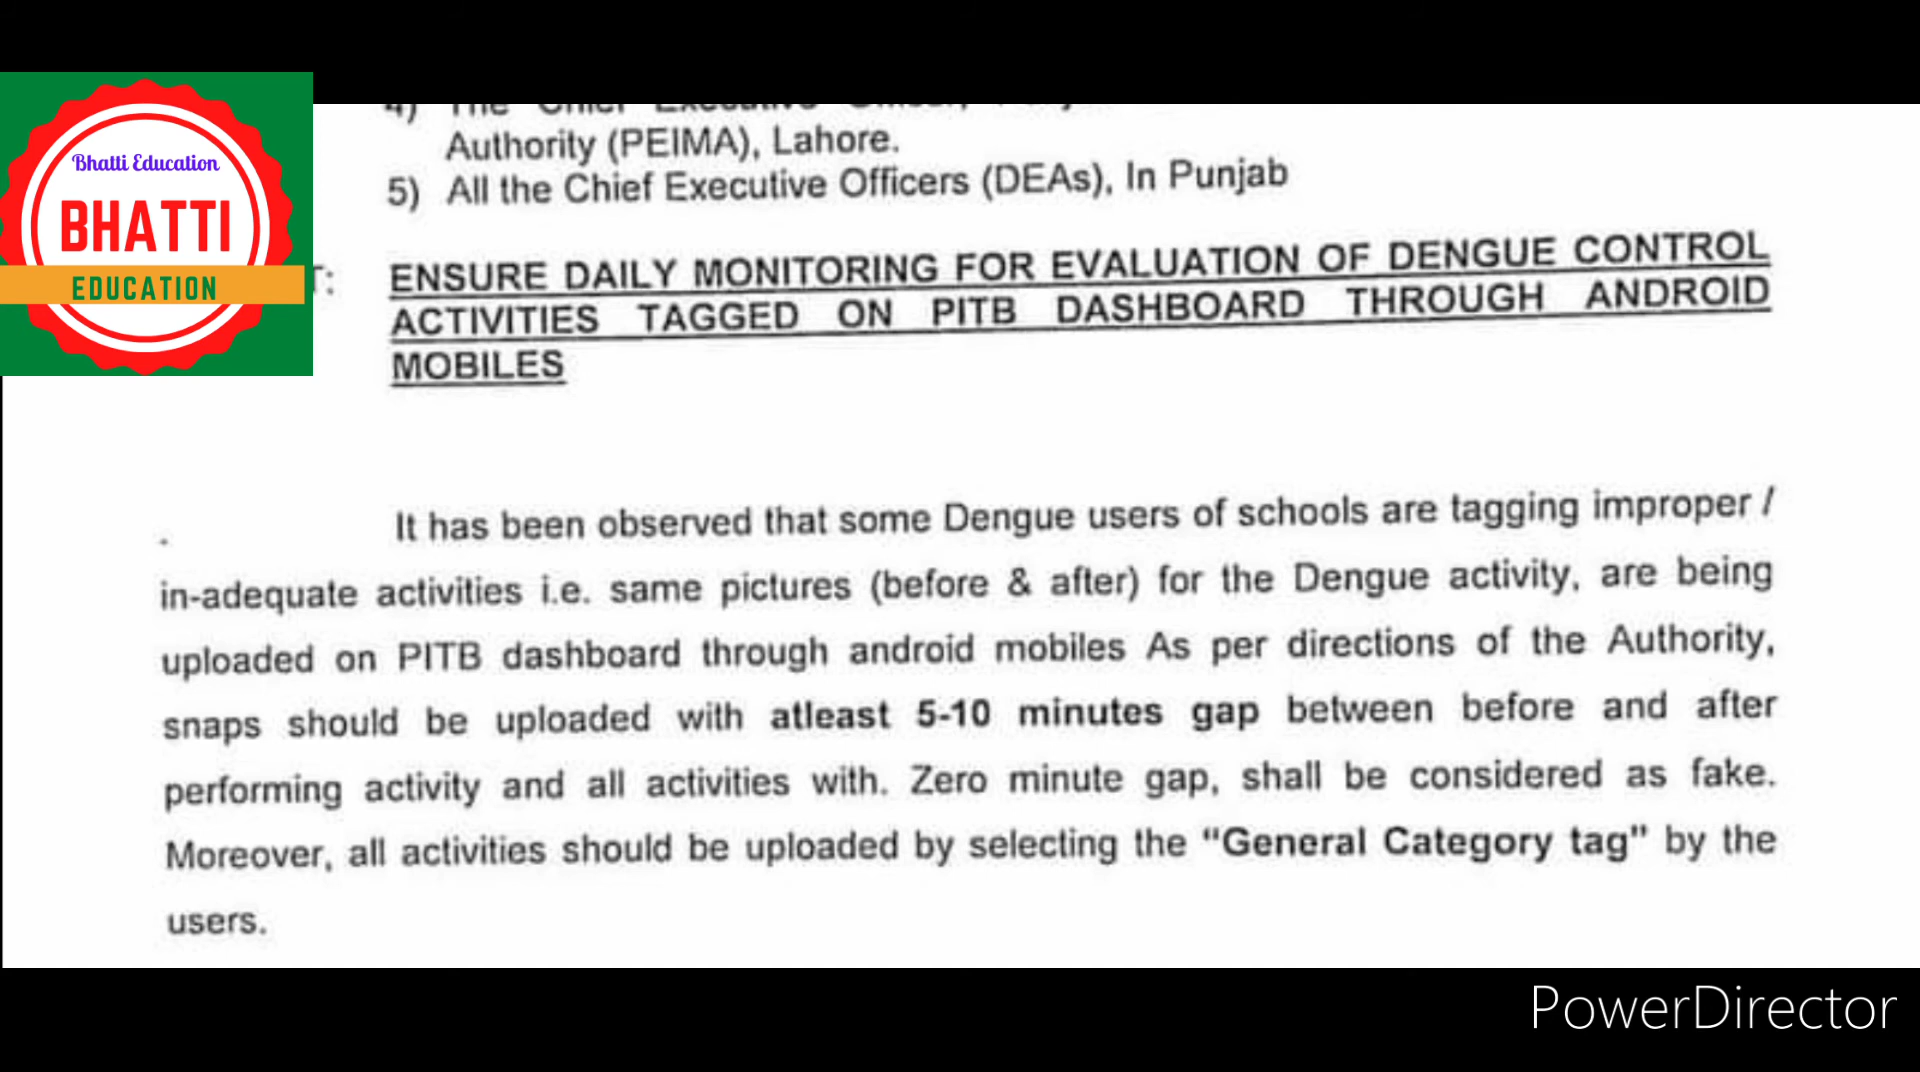 Bhatti Education
BHATTI
EDUCATION
4) The Chief Executive Officer,
Authority (PEIMA), Lahore.
5) All the Chief Executive Officers (DEAs), In Punjab
T: ENSURE DAILY MONITORING FOR EVALUATION OF DENGUE CONTROL
ACTIVITIES TAGGED ON PITB DASHBOARD THROUGH ANDROID
MOBILES
It has been observed that some Dengue users of schools are tagging improper /
in-adequate activities i.e. same pictures (before & after) for the Dengue activity, are being
uploaded on PITB dashboard through android mobiles As per directions of the Authority,
snaps should be uploaded with atleast 5-10 minutes gap between before and after
performing activity and all activities with. Zero minute gap, shall be considered as fake.
Moreover, all activities should be uploaded by selecting the "General Category tag" by the
users.
PowerDirector